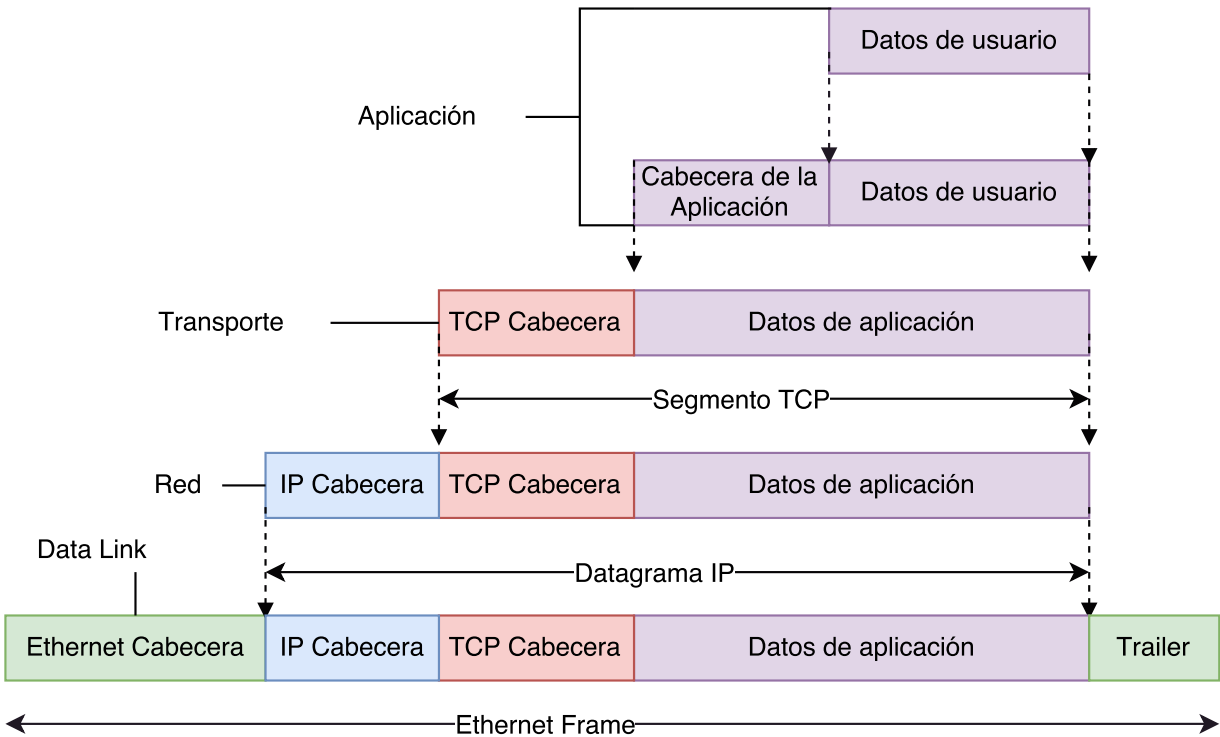 Datos de usuario
Aplicación
Cabecera de la
Aplicación
Datos de usuario
Transporte
TCP Cabecera
Datos de aplicación
Segmento TCP
Red
IP Cabecera
TCP Cabecera
Datos de aplicación
Data Link
Datagrama IP
Ethernet Cabecera
IP Cabecera
TCP Cabecera
Datos de aplicación
Trailer
Ethernet Frame